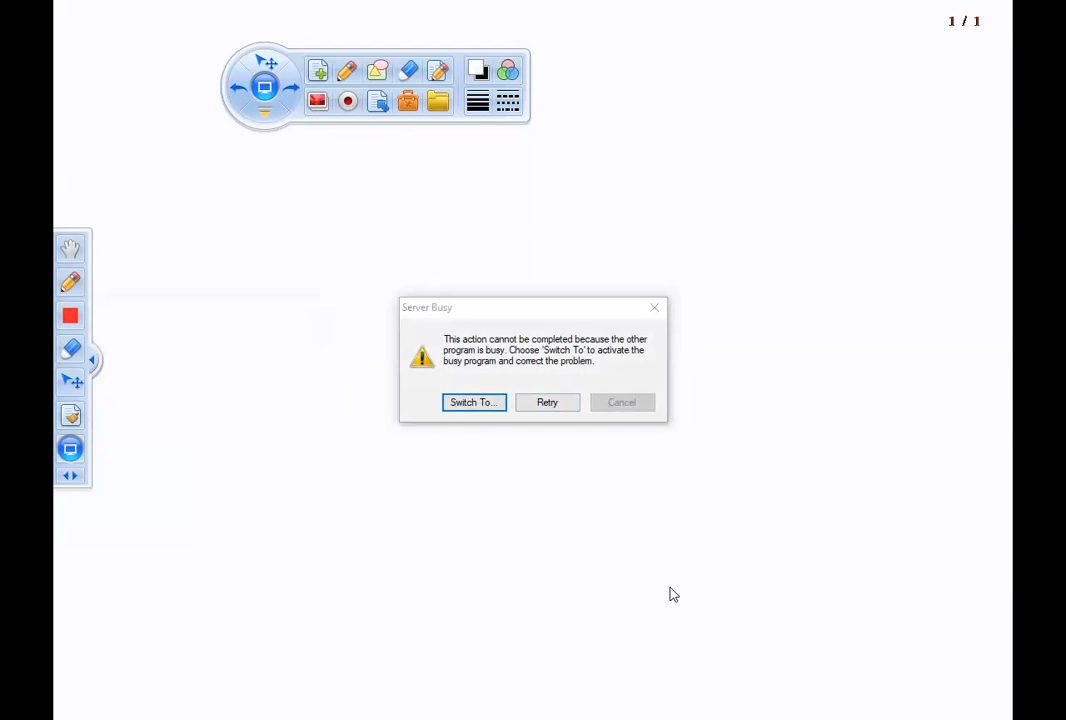 1 / 1
Server Busy
This action cannot be completed because the other
program is busy. Choose 'Switch To' to activate the
busy program and correct the problem.
Switch To...
Retry
Cancel